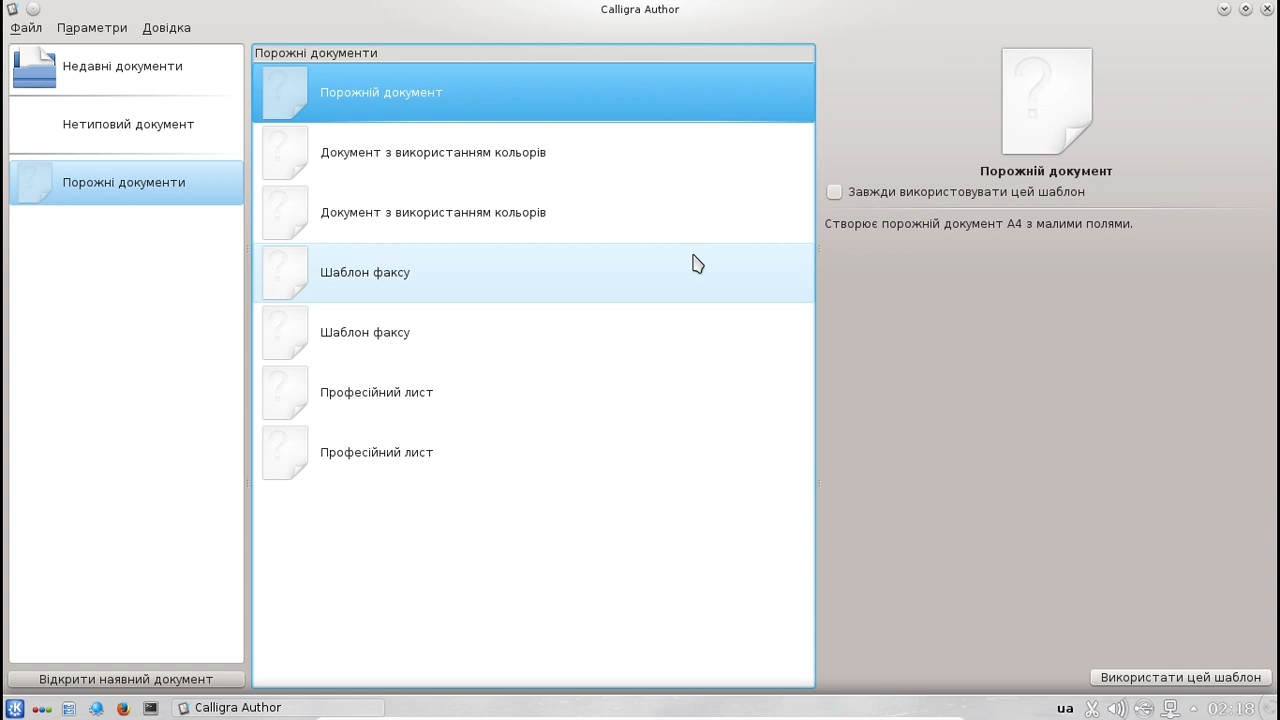 Calligra Author
Файл Параметри Довідка
Недавні документи
Нетиповий документ
Порожні документи
Відкрити наявний документ
Порожні документи
Порожній документ
Документ з використанням кольорів
Документ з використанням кольорів
Шаблон факсу
Шаблон факсу
Професійний лист
Професійний лист
Порожній документ
Завжди використовувати цей шаблон
Створює порожній документ A4 з малими полями.
Використати цей шаблон
Calligra Author
ua
02:18